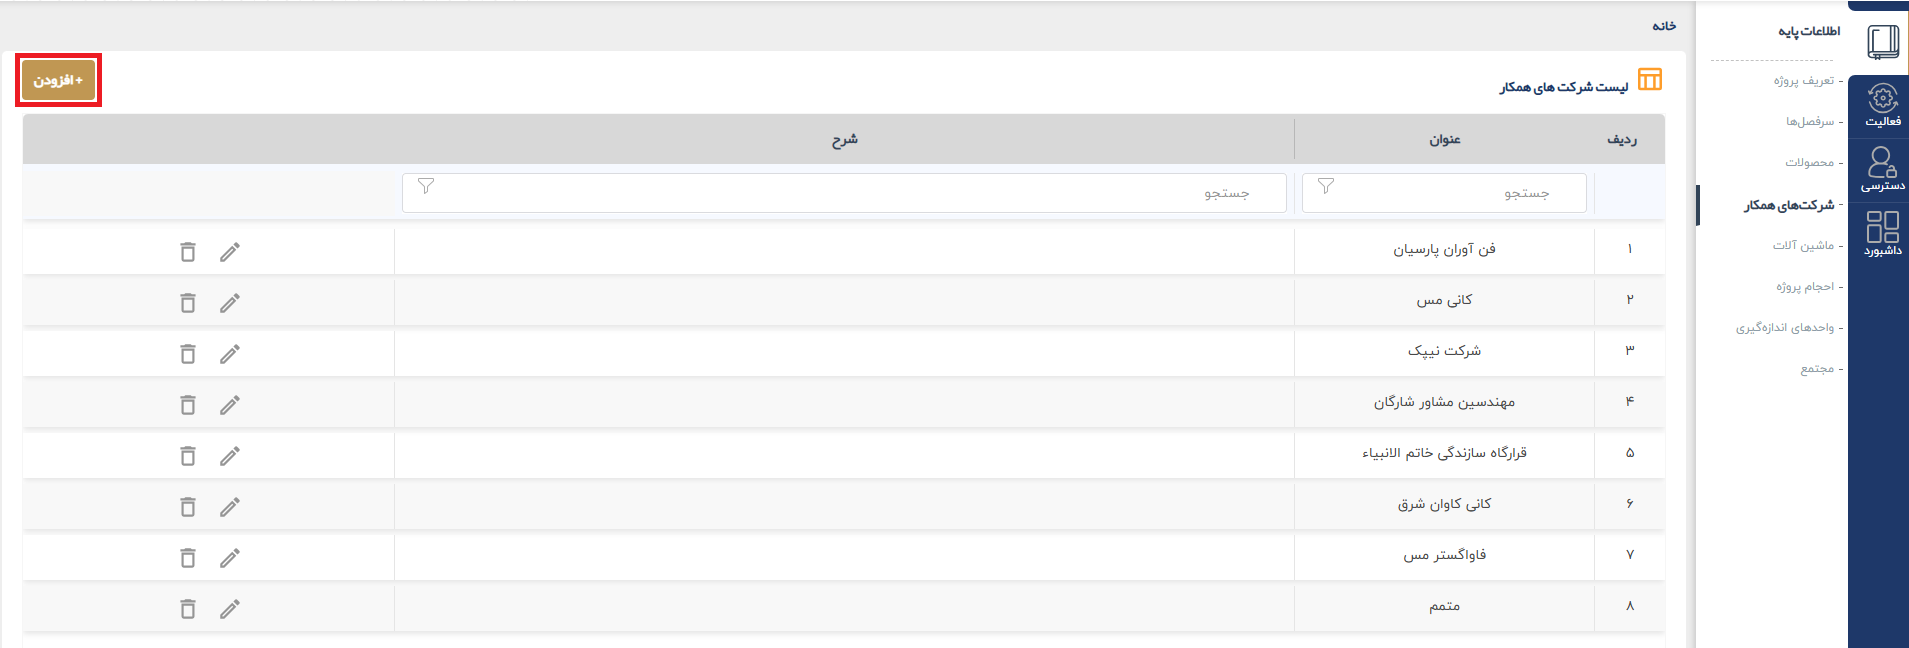 اطلاعات پایه
- تعریف پروژه
- سرفصل‌ها
- محصولات
- شرکت‌های همکار
- ماشین آلات
- احجام پروژه
- واحدهای اندازه‌گیری
- مجتمع
فعالیت
دسترسی
داشبورد
خانه
لیست شرکت های همکار
+ افزودن
ردیف عنوان شرح
جستجو جستجو
۱ فن آوران پارسیان
۲ کانی مس
۳ شرکت نیپک
۴ مهندسین مشاور شارگان
۵ قرارگاه سازندگی خاتم الانبیاء
۶ کانی کاوان شرق
۷ فاواگستر مس
۸ متمم